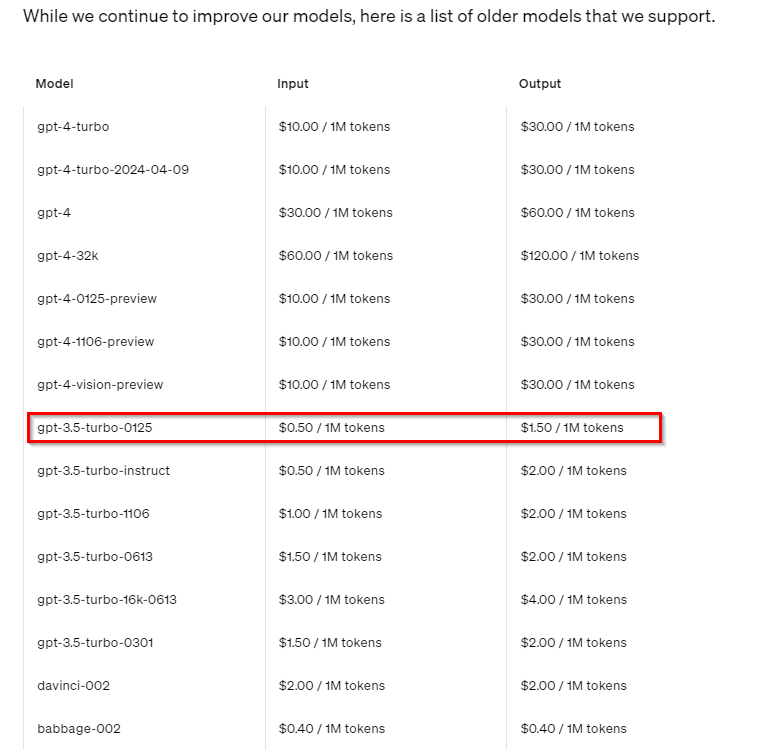 While we continue to improve our models, here is a list of older models that we support.
Model Input Output
gpt-4-turbo $10.00 / 1M tokens $30.00 / 1M tokens
gpt-4-turbo-2024-04-09 $10.00 / 1M tokens $30.00 / 1M tokens
gpt-4 $30.00 / 1M tokens $60.00 / 1M tokens
gpt-4-32k $60.00 / 1M tokens $120.00 / 1M tokens
gpt-4-0125-preview $10.00 / 1M tokens $30.00 / 1M tokens
gpt-4-1106-preview $10.00 / 1M tokens $30.00 / 1M tokens
gpt-4-vision-preview $10.00 / 1M tokens $30.00 / 1M tokens
gpt-3.5-turbo-0125 $0.50 / 1M tokens $1.50 / 1M tokens
gpt-3.5-turbo-instruct $0.50 / 1M tokens $2.00 / 1M tokens
gpt-3.5-turbo-1106 $1.00 / 1M tokens $2.00 / 1M tokens
gpt-3.5-turbo-0613 $1.50 / 1M tokens $2.00 / 1M tokens
gpt-3.5-turbo-16k-0613 $3.00 / 1M tokens $4.00 / 1M tokens
gpt-3.5-turbo-0301 $1.50 / 1M tokens $2.00 / 1M tokens
davinci-002 $2.00 / 1M tokens $2.00 / 1M tokens
babbage-002 $0.40 / 1M tokens $0.40 / 1M tokens